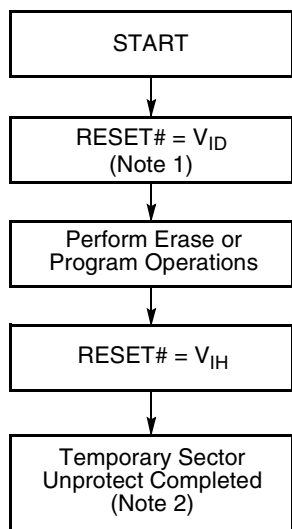 START
RESET# = VID
(Note 1)
Perform Erase or
Program Operations
RESET# = VIH
Temporary Sector
Unprotect Completed
(Note 2)